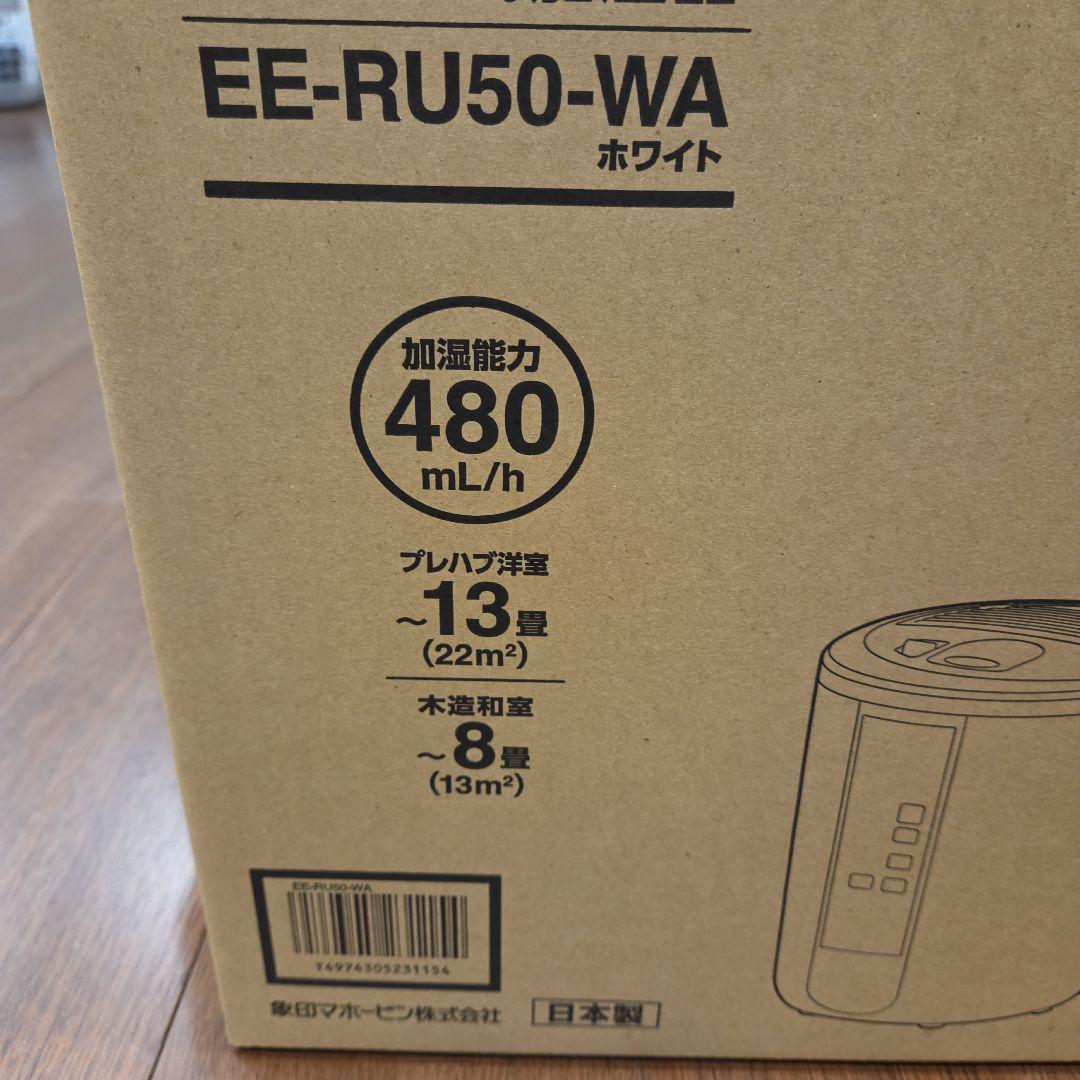 EE-RU50-WA
ホワイト
加湿能力
480
mL/h
プレハブ洋室
～13畳
(22m²)
木造和室
～8畳
(13m²)
EE-RU50-WA
T4974305231154
象印マホービン株式会社
日本製